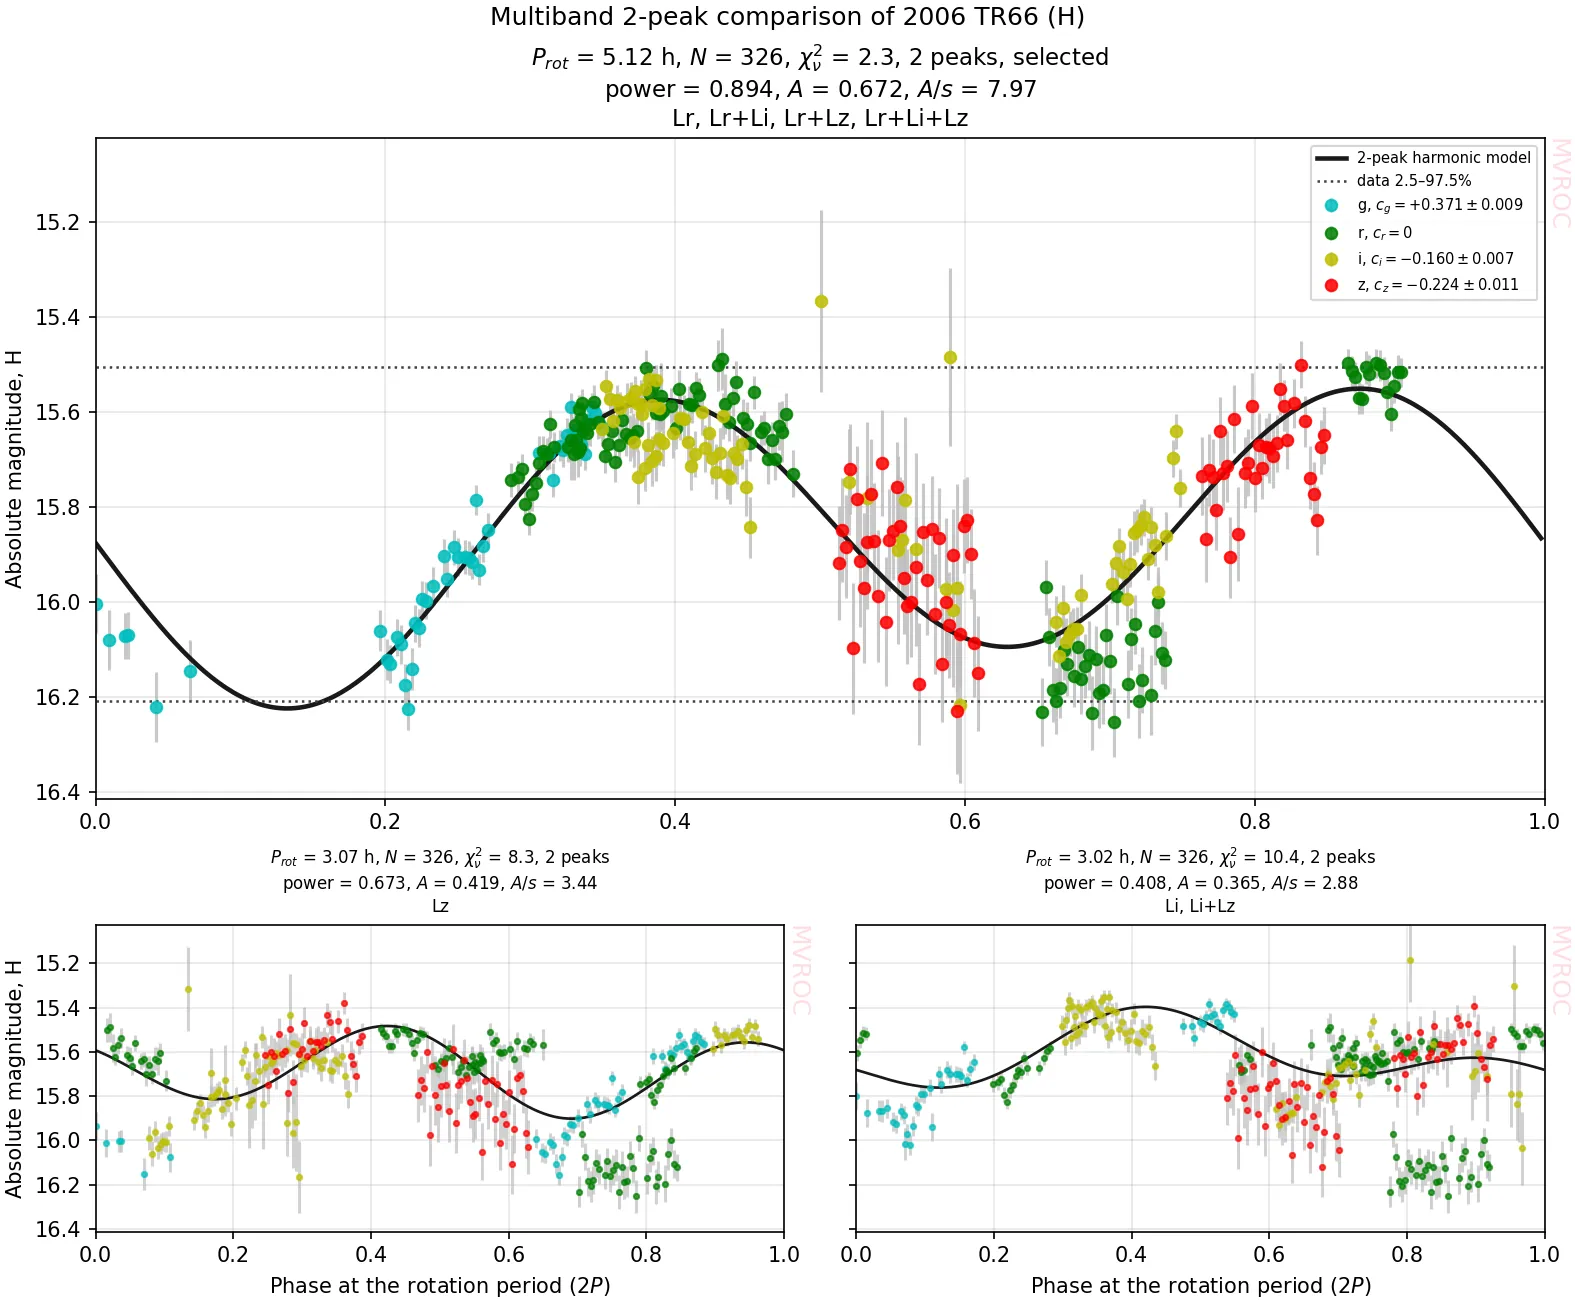 Multiband 2-peak comparison of 2006 TR66 (H)
P_rot = 5.12 h, N = 326, χ²_ν = 2.3, 2 peaks, selected
power = 0.894, A = 0.672, A/s = 7.97
Lr, Lr+Li, Lr+Lz, Lr+Li+Lz
MVROC
2-peak harmonic model
data 2.5–97.5%
g, c_g = +0.371 ± 0.009
r, c_r = 0
i, c_i = −0.160 ± 0.007
z, c_z = −0.224 ± 0.011
Absolute magnitude, H
15.2
15.4
15.6
15.8
16.0
16.2
16.4
0.0 0.2 0.4 0.6 0.8 1.0
P_rot = 3.07 h, N = 326, χ²_ν = 8.3, 2 peaks
power = 0.673, A = 0.419, A/s = 3.44
Lz
MVROC
Absolute magnitude, H
15.2
15.4
15.6
15.8
16.0
16.2
16.4
0.0 0.2 0.4 0.6 0.8 1.0
Phase at the rotation period (2P)
P_rot = 3.02 h, N = 326, χ²_ν = 10.4, 2 peaks
power = 0.408, A = 0.365, A/s = 2.88
Li, Li+Lz
MVROC
0.0 0.2 0.4 0.6 0.8 1.0
Phase at the rotation period (2P)